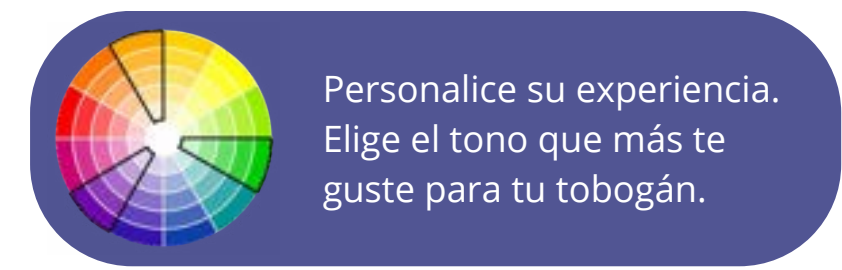 Personalice su experiencia.
Elige el tono que más te
guste para tu tobogán.